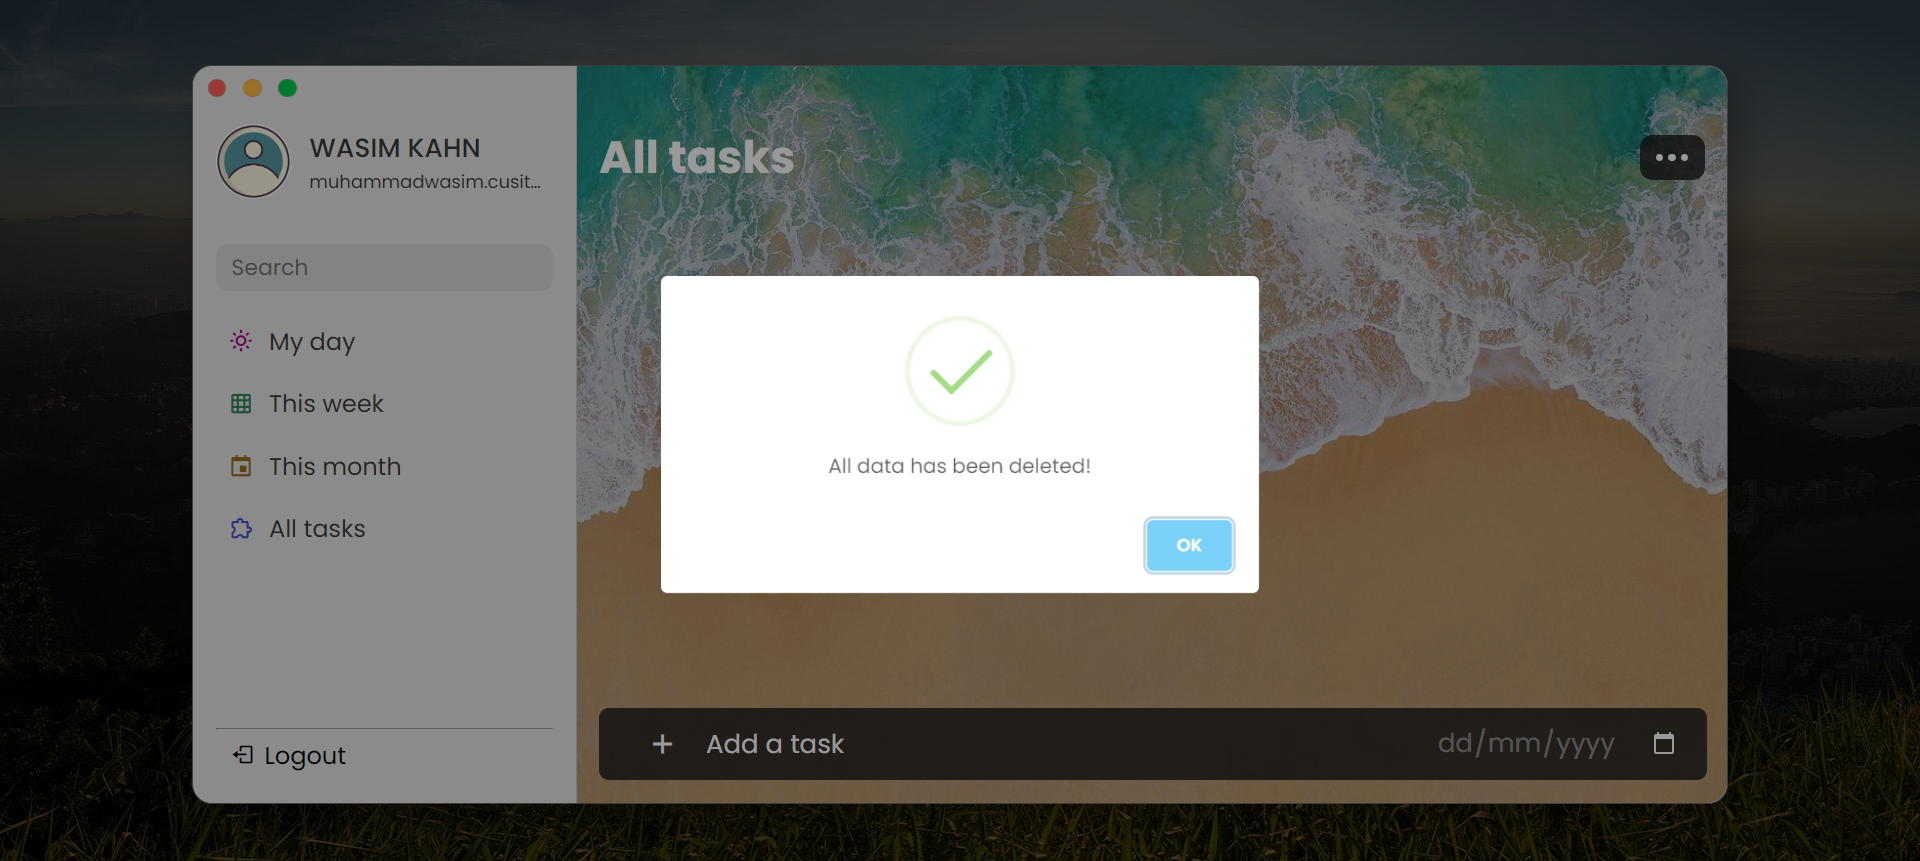 WASIM KAHN
muhammadwasim.cusit...
Search
My day
This week
This month
All tasks
Logout
All tasks
All data has been deleted!
OK
Add a task
dd/mm/yyyy